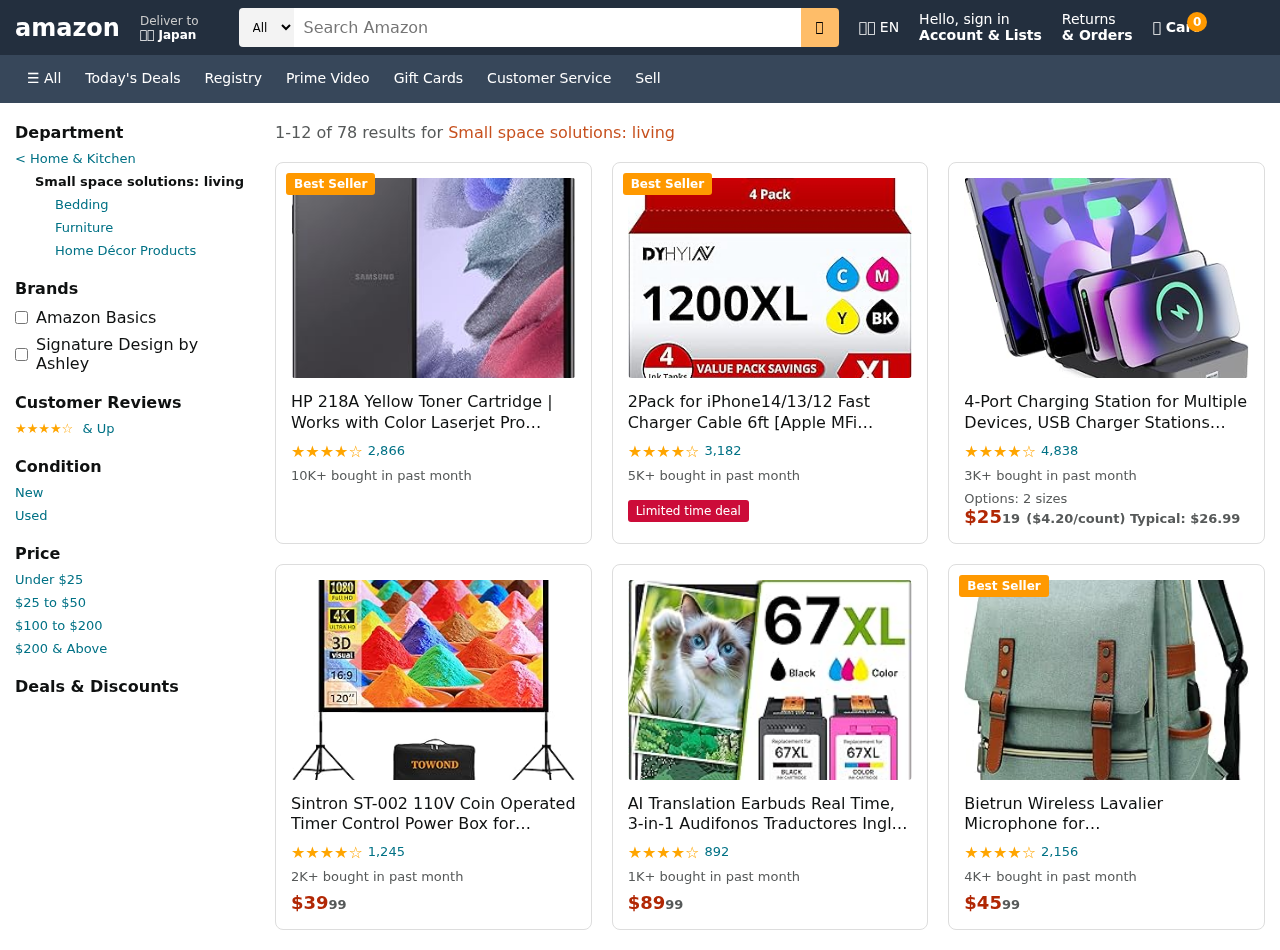 amazon
Deliver to
Japan
All
Search Amazon
EN
Hello, sign in
Account & Lists
Returns
& Orders
0
☰ All
Today's Deals
Registry
Prime Video
Gift Cards
Customer Service
Sell
Department
< Home & Kitchen
Small space solutions: living
Bedding
Furniture
Home Décor Products
Brands
Amazon Basics
Signature Design by
Ashley
Customer Reviews
★★★★☆ & Up
Condition
New
Used
Price
Under $25
$25 to $50
$100 to $200
$200 & Above
Deals & Discounts
1-12 of 78 results for Small space solutions: living
Best Seller
SAMSUNG
HP 218A Yellow Toner Cartridge |
Works with Color Laserjet Pro…
★★★★☆ 2,866
10K+ bought in past month
Best Seller
4 Pack
DYHYIAV
1200XL
C
M
Y
BK
4
Ink Tanks
VALUE PACK SAVINGS
XL
2Pack for iPhone14/13/12 Fast
Charger Cable 6ft [Apple MFi…
★★★★☆ 3,182
5K+ bought in past month
Limited time deal
4-Port Charging Station for Multiple
Devices, USB Charger Stations…
★★★★☆ 4,838
3K+ bought in past month
Options: 2 sizes
$2519 ($4.20/count) Typical: $26.99
1080
Full HD
4K
ULTRA HD
3D
visual
16:9
120''
TOWOND
Sintron ST-002 110V Coin Operated
Timer Control Power Box for…
★★★★☆ 1,245
2K+ bought in past month
$3999
67XL
Black
Color
Replacement for
67XL
BLACK
Replacement for
67XL
COLOR
AI Translation Earbuds Real Time,
3-in-1 Audifonos Traductores Ingl…
★★★★☆ 892
1K+ bought in past month
$8999
Best Seller
Bietrun Wireless Lavalier
Microphone for…
★★★★☆ 2,156
4K+ bought in past month
$4599